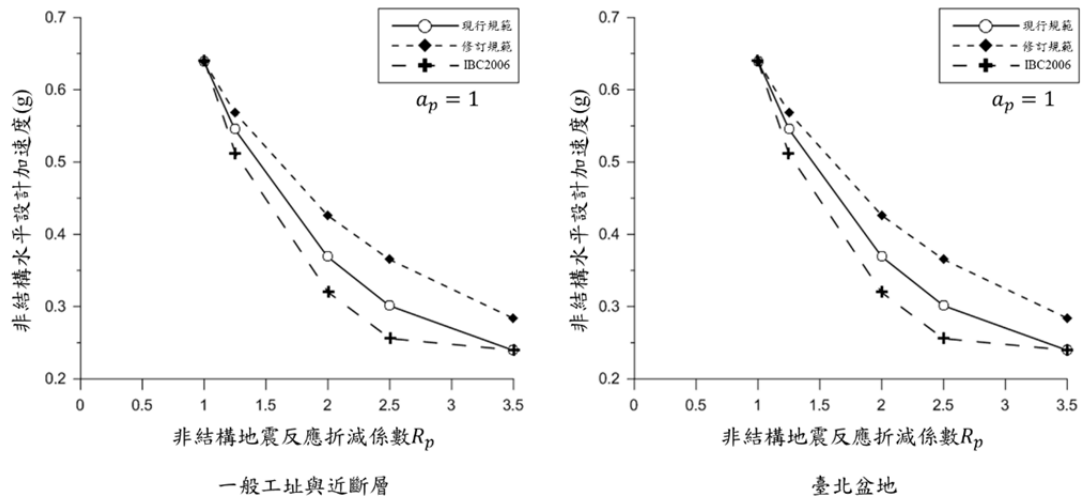 0.7
0.6
0.5
0.4
0.3
0.2
0 0.5 1 1.5 2 2.5 3 3.5
非結構水平設計加速度(g)
非結構地震反應折減係數Rp
現行規範
修訂規範
IBC2006
ap = 1
一般工址與近斷層
0.7
0.6
0.5
0.4
0.3
0.2
0 0.5 1 1.5 2 2.5 3 3.5
非結構水平設計加速度(g)
非結構地震反應折減係數Rp
現行規範
修訂規範
IBC2006
ap = 1
臺北盆地